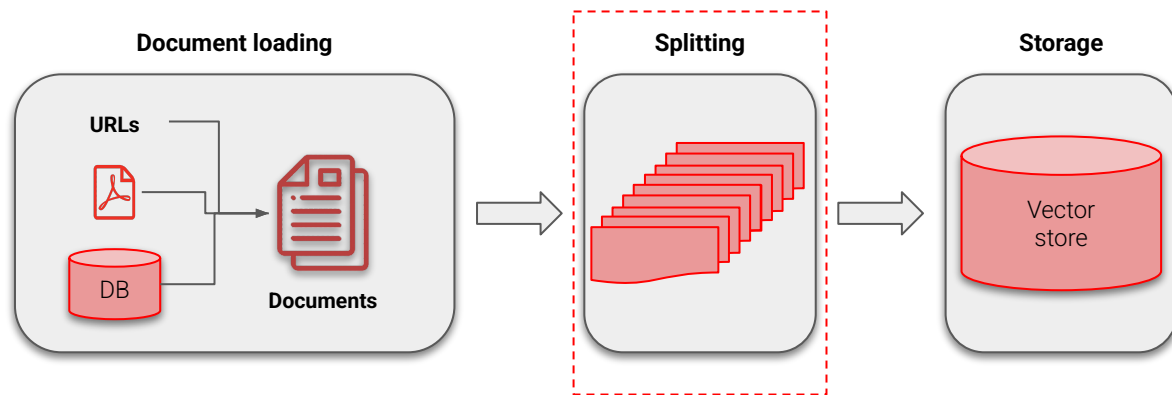 Document loading
Splitting
Storage
URLs
DB
Documents
Vector
store